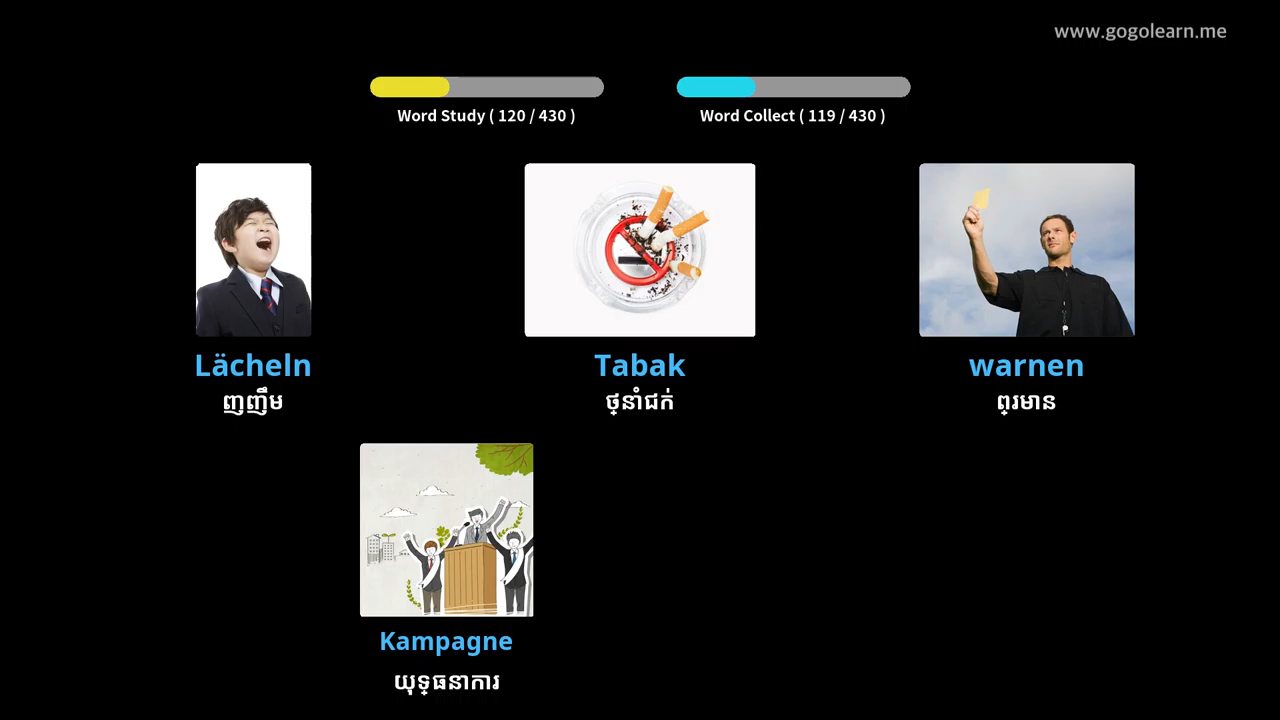 www.gogolearn.me
Word Study ( 120 / 430 )
Word Collect ( 119 / 430 )
Lächeln
ញញឹម
Tabak
ថ្នាំជក់
warnen
ព្រមាន
Kampagne
យុទ្ធនាការ